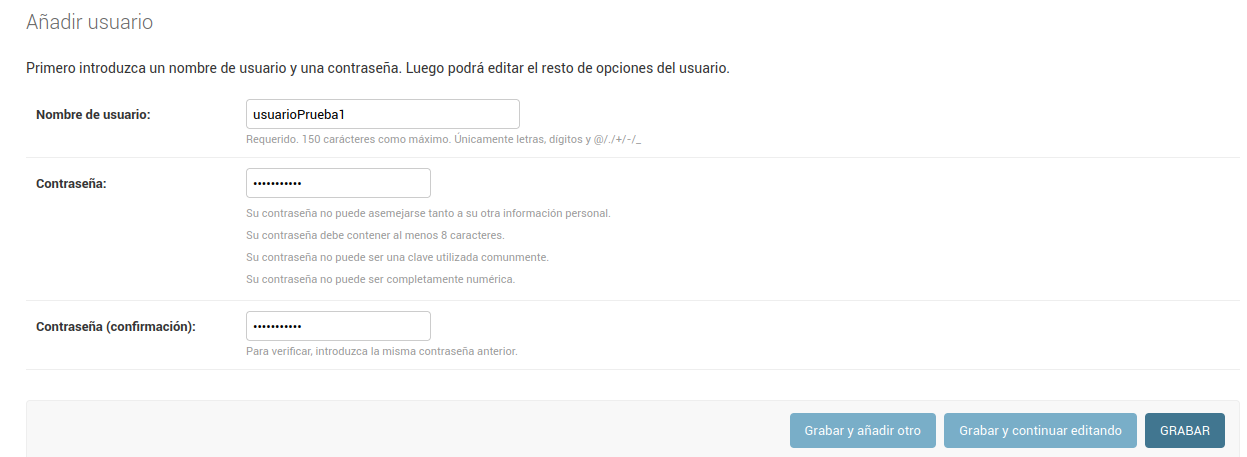 Añadir usuario
Primero introduzca un nombre de usuario y una contraseña. Luego podrá editar el resto de opciones del usuario.
Nombre de usuario: usuarioPrueba1
Requerido. 150 carácteres como máximo. Únicamente letras, dígitos y @/./+/-/_
Contraseña: •••••••••••
Su contraseña no puede asemejarse tanto a su otra información personal.
Su contraseña debe contener al menos 8 caracteres.
Su contraseña no puede ser una clave utilizada comunmente.
Su contraseña no puede ser completamente numérica.
Contraseña (confirmación): •••••••••••
Para verificar, introduzca la misma contraseña anterior.
Grabar y añadir otro Grabar y continuar editando GRABAR